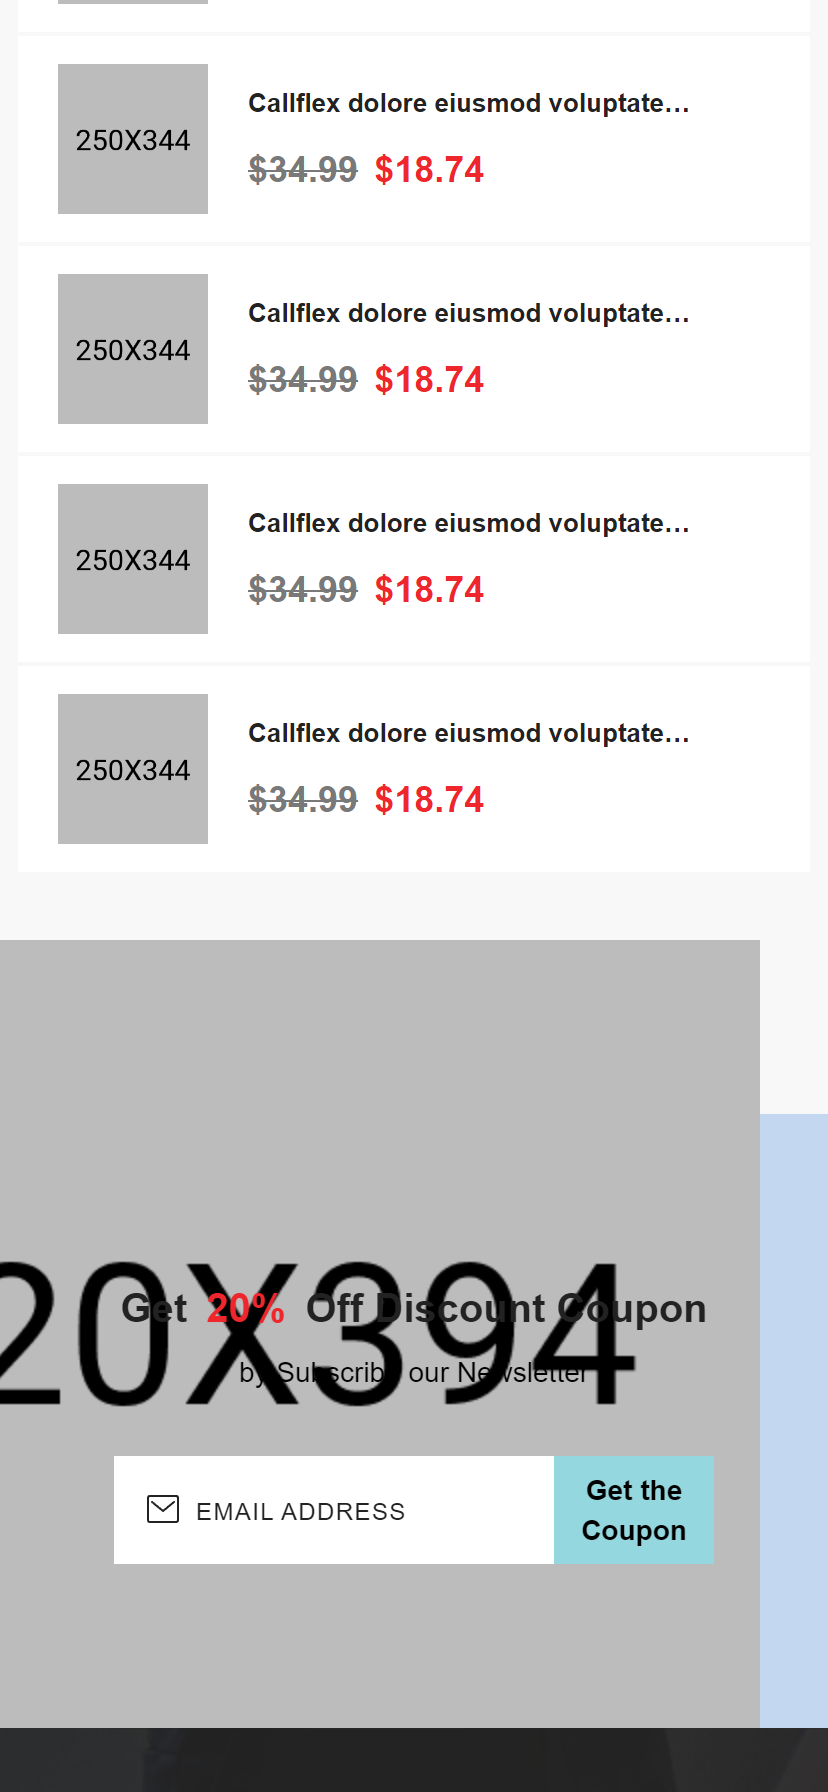 250X344
Callflex dolore eiusmod voluptate...
$34.99 $18.74
250X344
Callflex dolore eiusmod voluptate...
$34.99 $18.74
250X344
Callflex dolore eiusmod voluptate...
$34.99 $18.74
250X344
Callflex dolore eiusmod voluptate...
$34.99 $18.74
20X394
Get 20% Off Discount Coupon
by Subscribe our Newsletter
EMAIL ADDRESS
Get the
Coupon